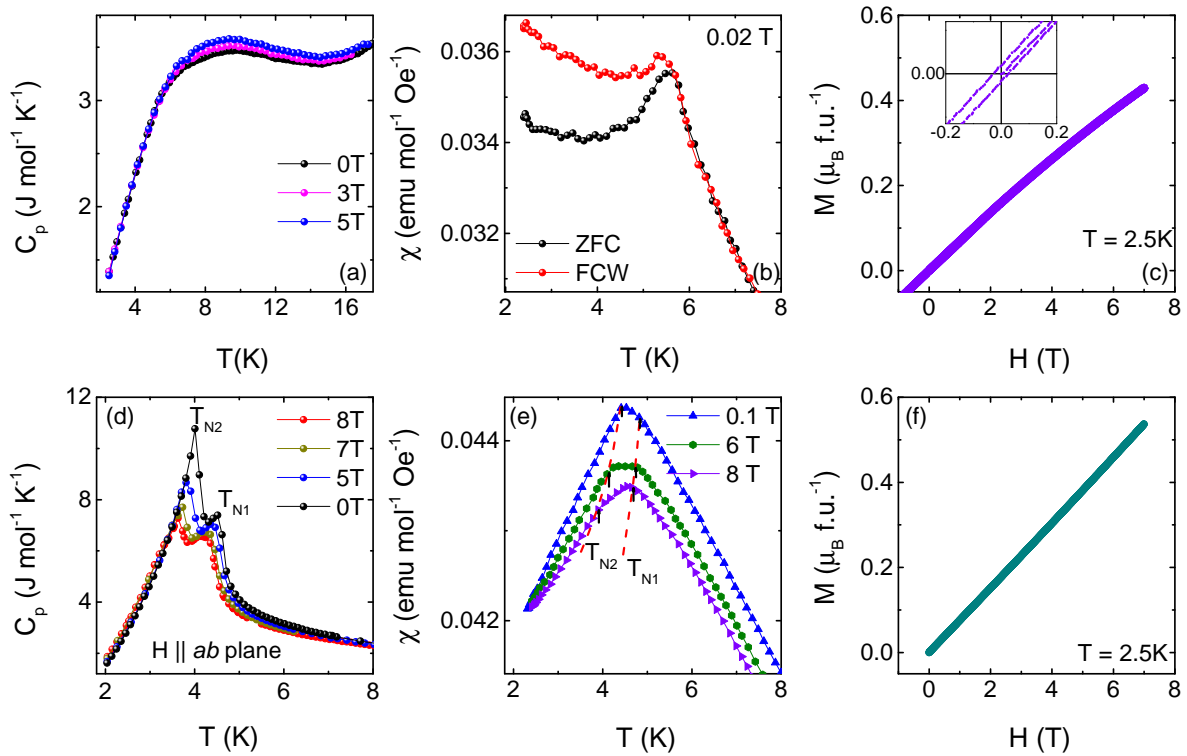 C_p (J mol^-1 K^-1)
3
2
0T
3T
5T
(a)
4 8 12 16
T(K)
χ (emu mol^-1 Oe^-1)
0.036
0.034
0.032
0.02 T
ZFC
FCW
(b)
2 4 6 8
T (K)
M (μ_B f.u.^-1)
0.6
0.4
0.2
0.0
0.00
-0.2 0.0 0.2
T = 2.5K
(c)
0 2 4 6 8
H (T)
C_p (J mol^-1 K^-1)
12
10
8
6
4
2
(d)
T_N2
T_N1
8T
7T
5T
0T
H || ab plane
2 4 6 8
T (K)
χ (emu mol^-1 Oe^-1)
0.044
0.042
(e)
0.1 T
6 T
8 T
T_N2
T_N1
2 4 6 8
T (K)
M (μ_B f.u.^-1)
0.6
0.4
0.2
0.0
(f)
T = 2.5K
0 2 4 6 8
H (T)